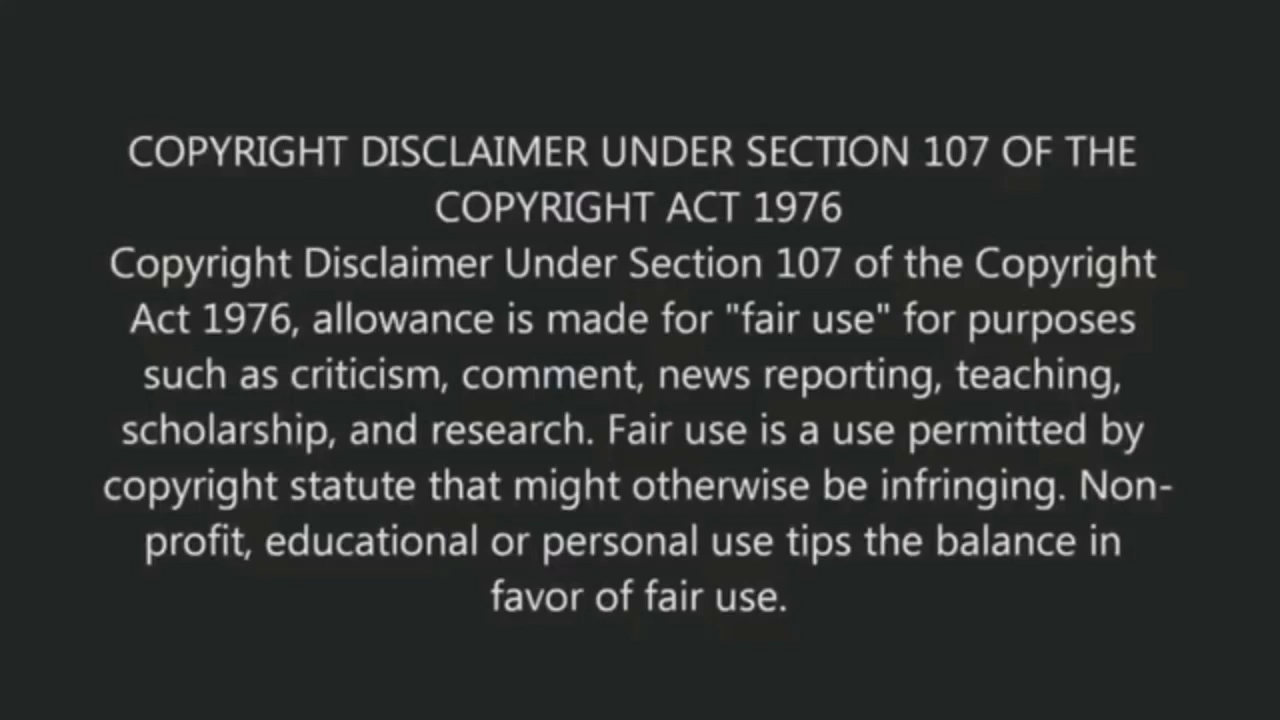 COPYRIGHT DISCLAIMER UNDER SECTION 107 OF THE
COPYRIGHT ACT 1976
Copyright Disclaimer Under Section 107 of the Copyright
Act 1976, allowance is made for "fair use" for purposes
such as criticism, comment, news reporting, teaching,
scholarship, and research. Fair use is a use permitted by
copyright statute that might otherwise be infringing. Non-
profit, educational or personal use tips the balance in
favor of fair use.